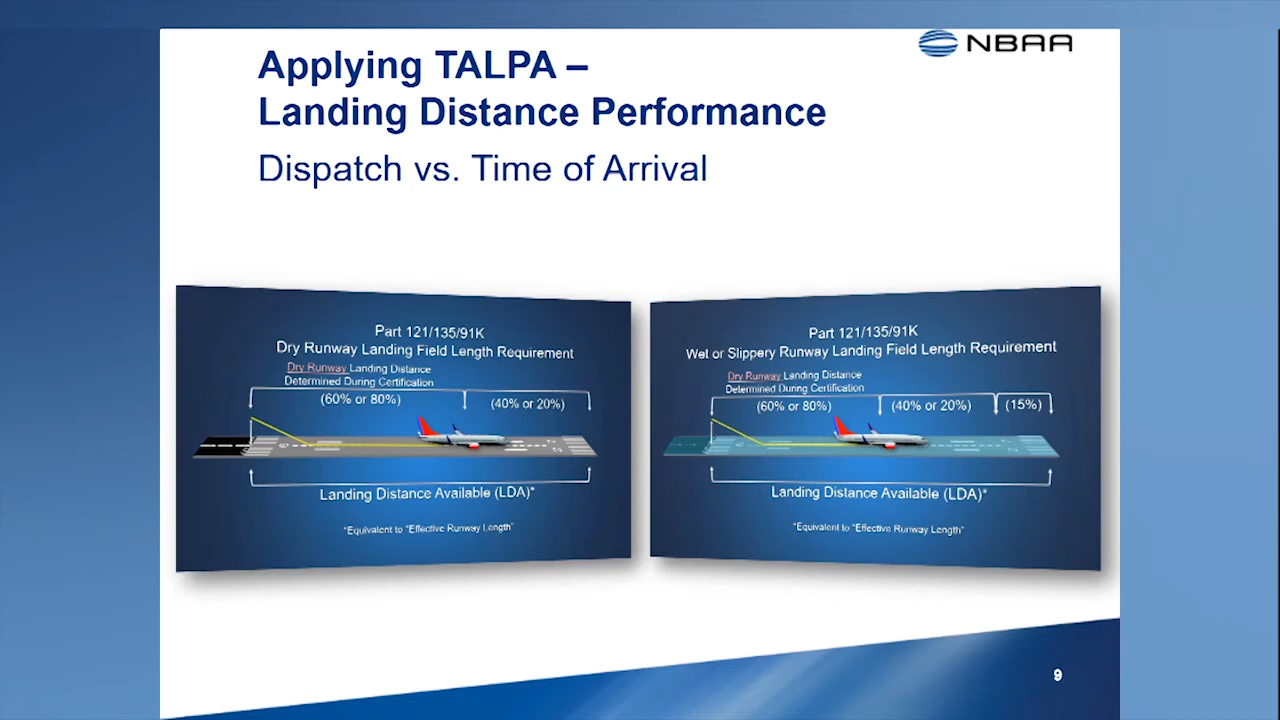 NBAA
Applying TALPA –
Landing Distance Performance
Dispatch vs. Time of Arrival
Part 121/135/91K
Dry Runway Landing Field Length Requirement
Dry Runway Landing Distance
Determined During Certification
(60% or 80%)
(40% or 20%)
Landing Distance Available (LDA)*
*Equivalent to "Effective Runway Length"
Part 121/135/91K
Wet or Slippery Runway Landing Field Length Requirement
Dry Runway Landing Distance
Determined During Certification
(60% or 80%)
(40% or 20%)
(15%)
Landing Distance Available (LDA)*
*Equivalent to "Effective Runway Length"
9